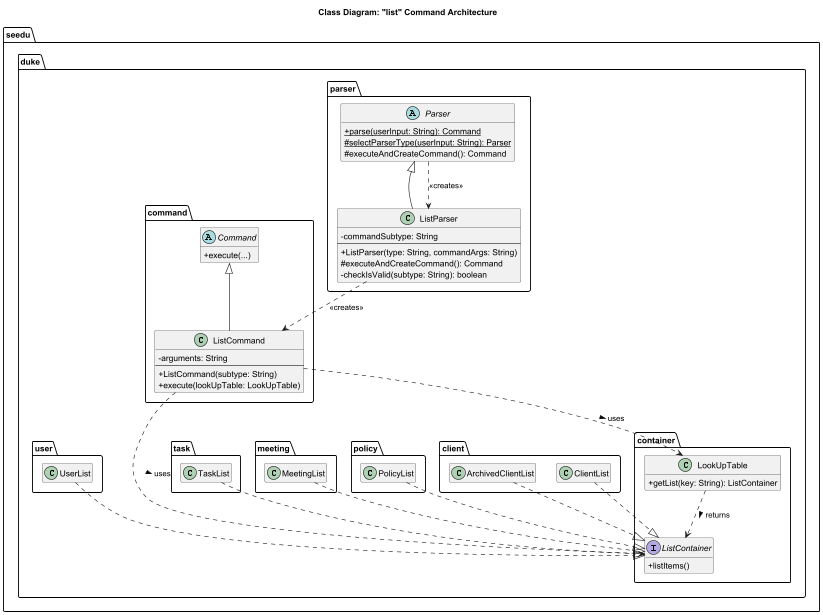 Class Diagram: "list" Command Architecture
seedu
duke
parser
A Parser
+parse(userInput: String): Command
#selectParserType(userInput: String): Parser
#executeAndCreateCommand(): Command
«creates»
C ListParser
-commandSubtype: String
+ListParser(type: String, commandArgs: String)
#executeAndCreateCommand(): Command
-checkIsValid(subtype: String): boolean
command
A Command
+execute(...)
«creates»
C ListCommand
-arguments: String
+ListCommand(subtype: String)
+execute(lookUpTable: LookUpTable)
uses
user
C UserList
uses
task
C TaskList
meeting
C MeetingList
policy
C PolicyList
client
C ArchivedClientList
C ClientList
container
C LookUpTable
+getList(key: String): ListContainer
returns
I ListContainer
+listItems()